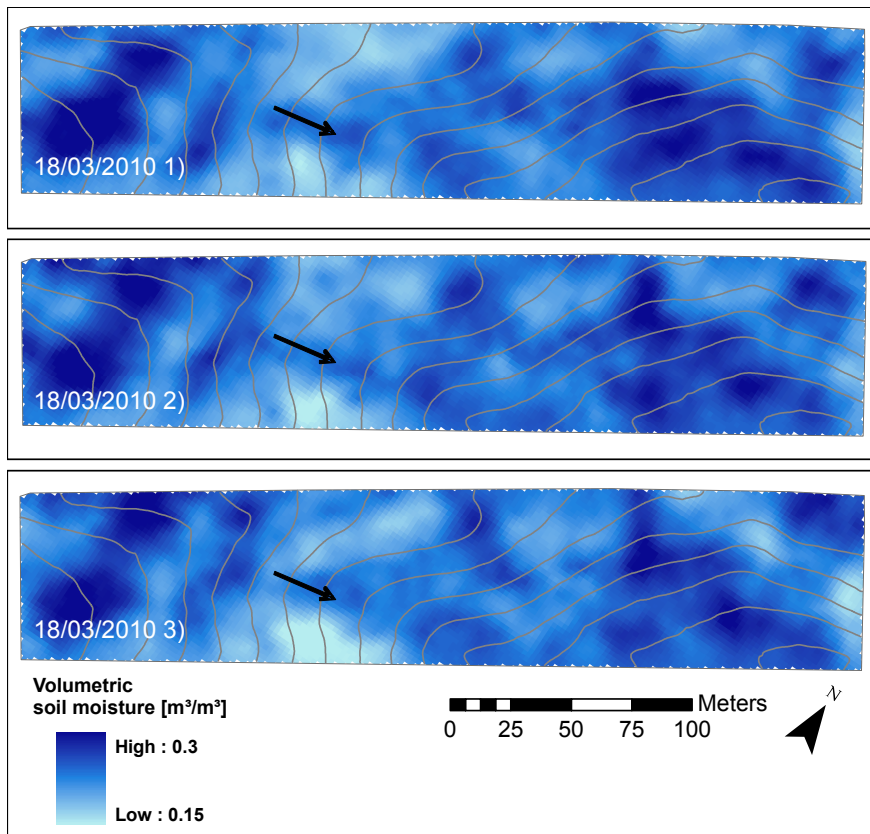 18/03/2010 1)
18/03/2010 2)
18/03/2010 3)
Volumetric
soil moisture [m³/m³]
High : 0.3
Low : 0.15
Meters
0 25 50 75 100
N